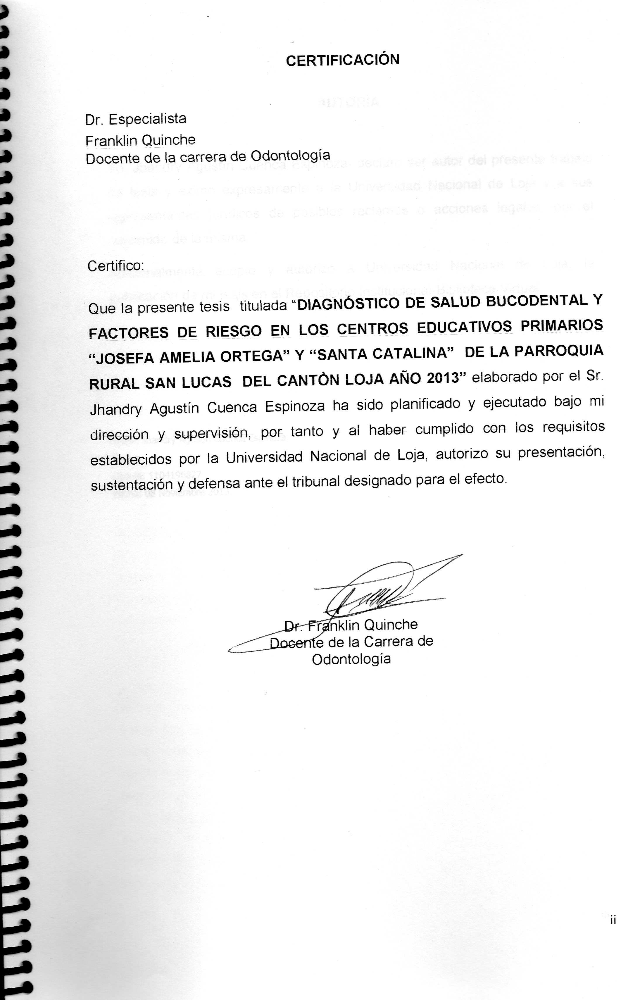 CERTIFICACIÓN
AUTORIA
Dr. Especialista
Franklin Quinche
Docente de la carrera de Odontología
Certifico:
Que la presente tesis  titulada “DIAGNÓSTICO DE SALUD BUCODENTAL Y
FACTORES DE RIESGO EN LOS CENTROS EDUCATIVOS PRIMARIOS
“JOSEFA AMELIA ORTEGA” Y “SANTA CATALINA”  DE LA PARROQUIA
RURAL SAN LUCAS  DEL CANTÒN LOJA AÑO 2013” elaborado por el Sr.
Jhandry Agustín Cuenca Espinoza ha sido planificado y ejecutado bajo mi
dirección y supervisión, por tanto y al haber cumplido con los requisitos
establecidos por la Universidad Nacional de Loja, autorizo su presentación,
sustentación y defensa ante el tribunal designado para el efecto.
Dr. Franklin Quinche
Docente de la Carrera de
Odontología
ii